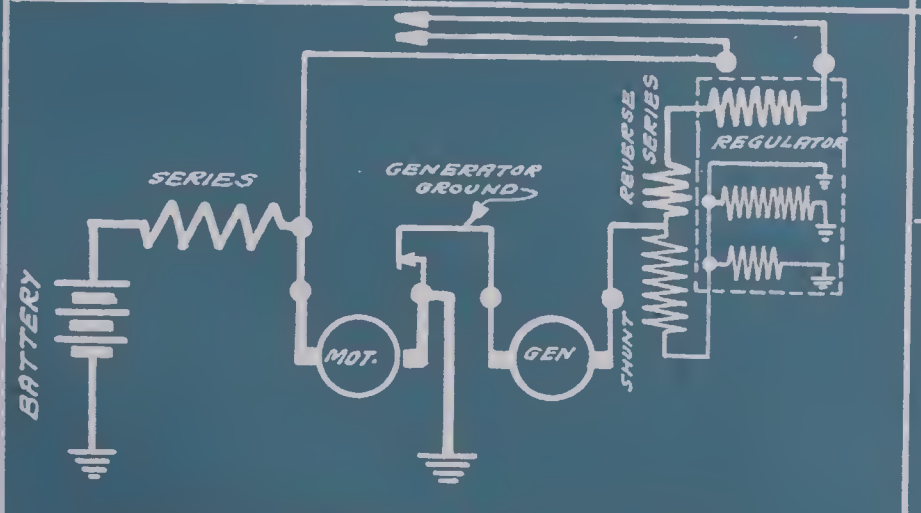 REVERSE
SERIES
REGULATOR
SERIES
GENERATOR
GROUND
BATTERY
MOT.
GEN
SHUNT